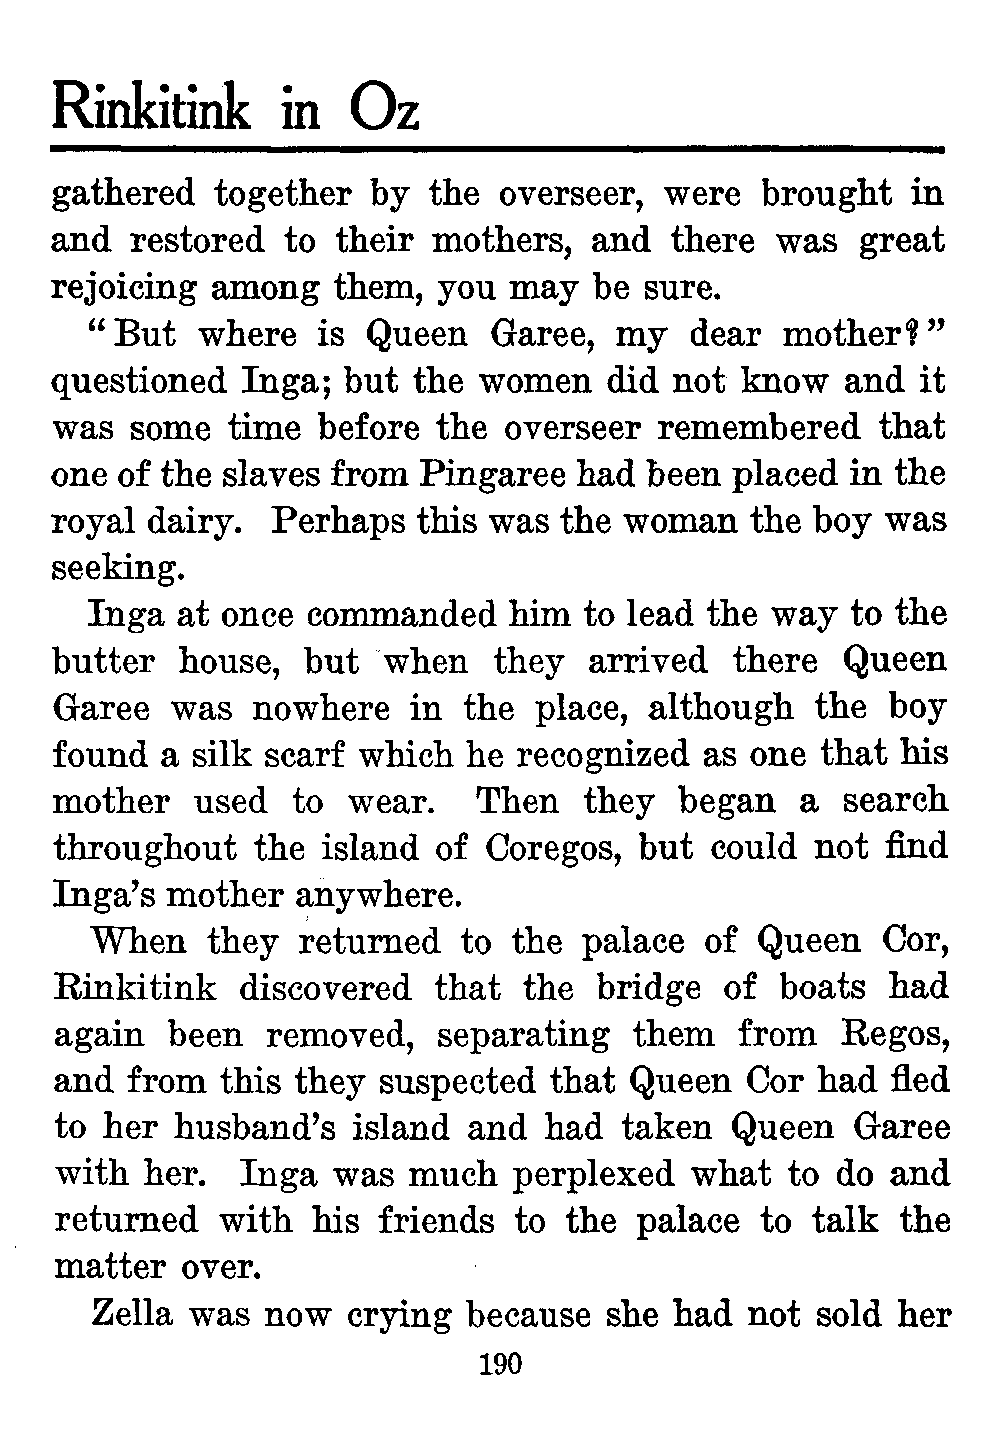 Rinkitink in Oz
gathered together by the overseer, were brought in
and restored to their mothers, and there was great
rejoicing among them, you may be sure.
“But where is Queen Garee, my dear mother?”
questioned Inga; but the women did not know and it
was some time before the overseer remembered that
one of the slaves from Pingaree had been placed in the
royal dairy. Perhaps this was the woman the boy was
seeking.
Inga at once commanded him to lead the way to the
butter house, but when they arrived there Queen
Garee was nowhere in the place, although the boy
found a silk scarf which he recognized as one that his
mother used to wear. Then they began a search
throughout the island of Coregos, but could not find
Inga’s mother anywhere.
When they returned to the palace of Queen Cor,
Rinkitink discovered that the bridge of boats had
again been removed, separating them from Regos,
and from this they suspected that Queen Cor had fled
to her husband’s island and had taken Queen Garee
with her. Inga was much perplexed what to do and
returned with his friends to the palace to talk the
matter over.
Zella was now crying because she had not sold her
190